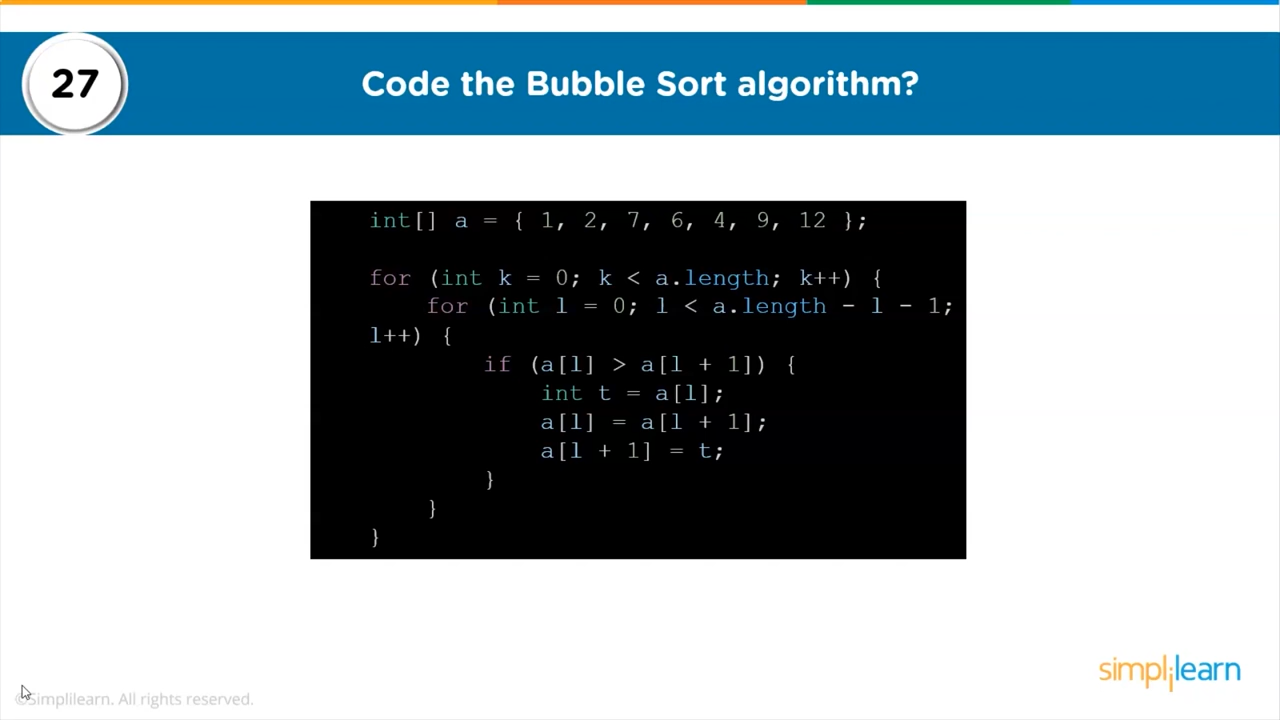 27
Code the Bubble Sort algorithm?
int[] a = { 1, 2, 7, 6, 4, 9, 12 };
for (int k = 0; k < a.length; k++) {
for (int l = 0; l < a.length - l - 1;
l++) {
if (a[l] > a[l + 1]) {
int t = a[l];
a[l] = a[l + 1];
a[l + 1] = t;
}
}
}
simplilearn
©Simplilearn. All rights reserved.